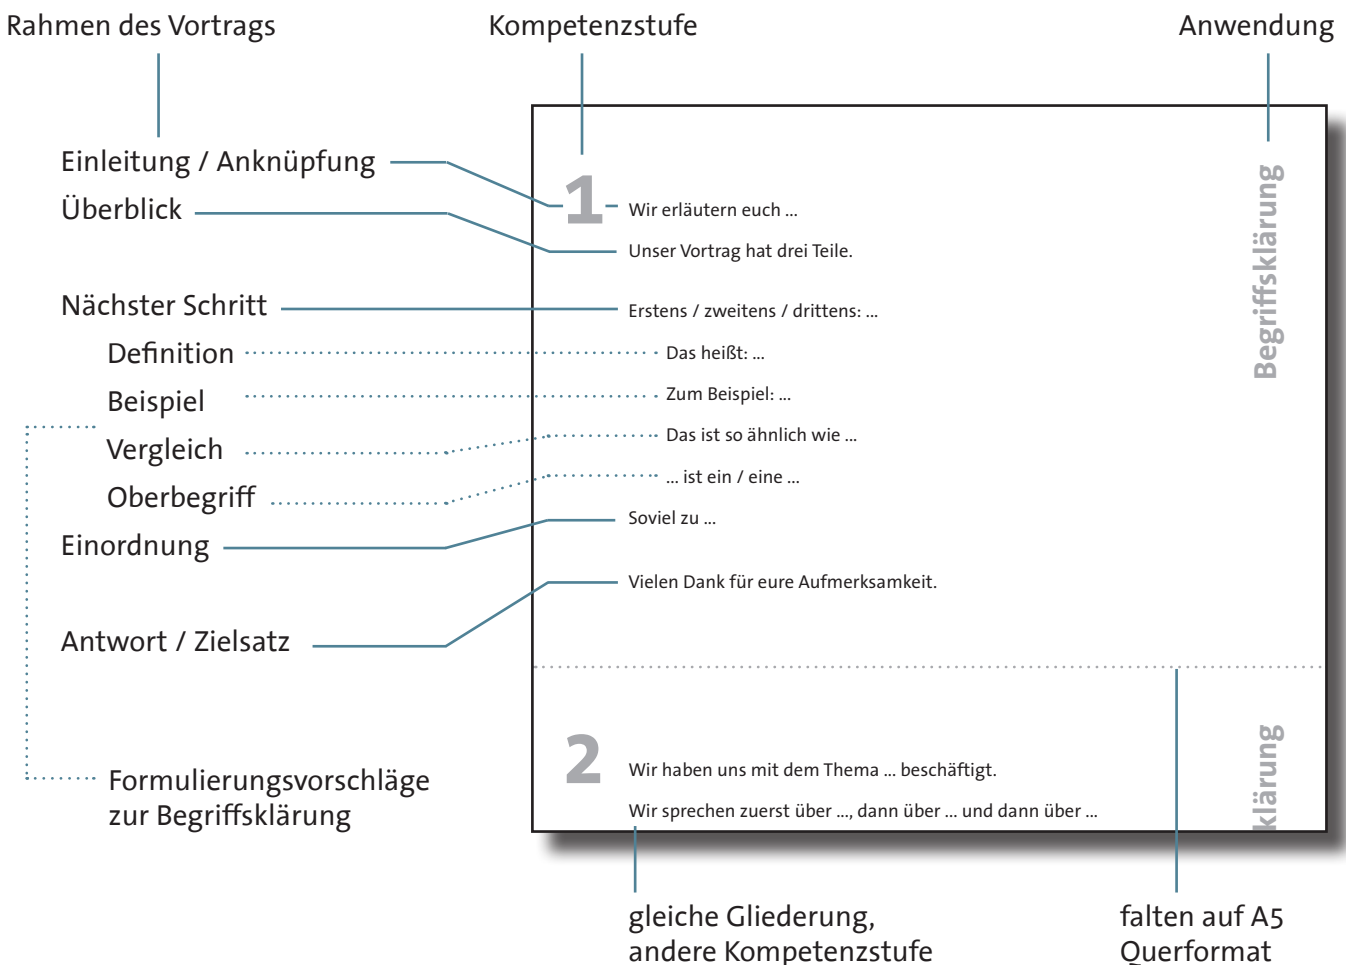 Rahmen des Vortrags
Kompetenzstufe
Anwendung
Einleitung / Anknüpfung
1
Wir erläutern euch ...
Überblick
Unser Vortrag hat drei Teile.
Begriffsklärung
Nächster Schritt
Erstens / zweitens / drittens: ...
Definition
Das heißt: ...
Beispiel
Zum Beispiel: ...
Vergleich
Das ist so ähnlich wie ...
Oberbegriff
... ist ein / eine ...
Einordnung
Soviel zu ...
Antwort / Zielsatz
Vielen Dank für eure Aufmerksamkeit.
Formulierungsvorschläge
zur Begriffsklärung
2
Wir haben uns mit dem Thema ... beschäftigt.
Wir sprechen zuerst über ..., dann über ... und dann über ...
klärung
gleiche Gliederung,
andere Kompetenzstufe
falten auf A5
Querformat